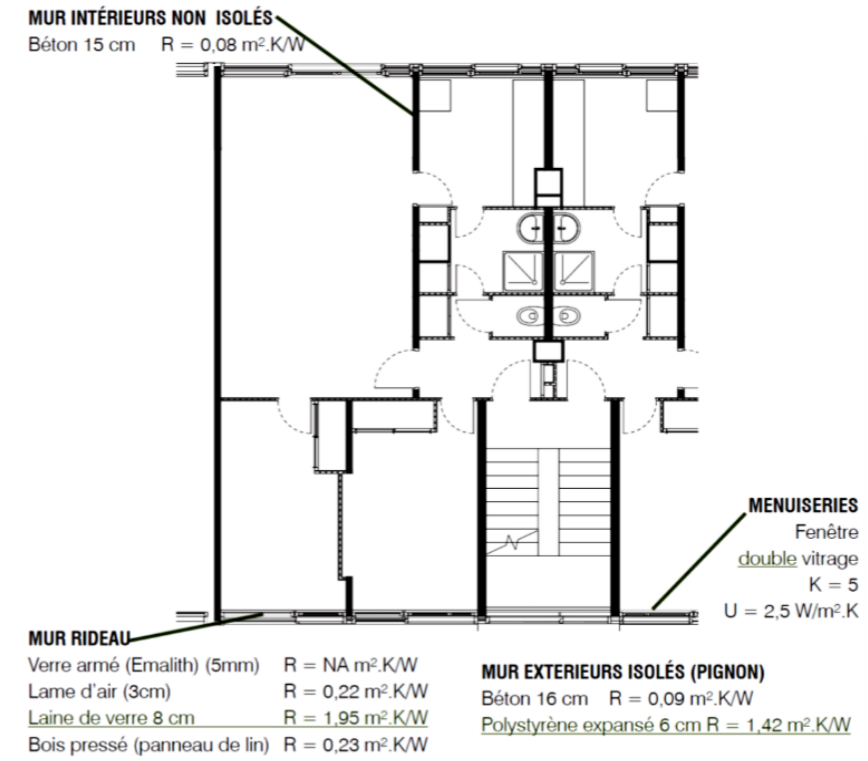 MUR INTÉRIEURS NON ISOLÉS
Béton 15 cm R = 0,08 m².K/W
MENUISERIES
Fenêtre
double vitrage
K = 5
U = 2,5 W/m².K
MUR RIDEAU
Verre armé (Emalith) (5mm) R = NA m².K/W
Lame d'air (3cm) R = 0,22 m².K/W
Laine de verre 8 cm R = 1,95 m².K/W
Bois pressé (panneau de lin) R = 0,23 m².K/W
MUR EXTERIEURS ISOLÉS (PIGNON)
Béton 16 cm R = 0,09 m².K/W
Polystyrène expansé 6 cm R = 1,42 m².K/W